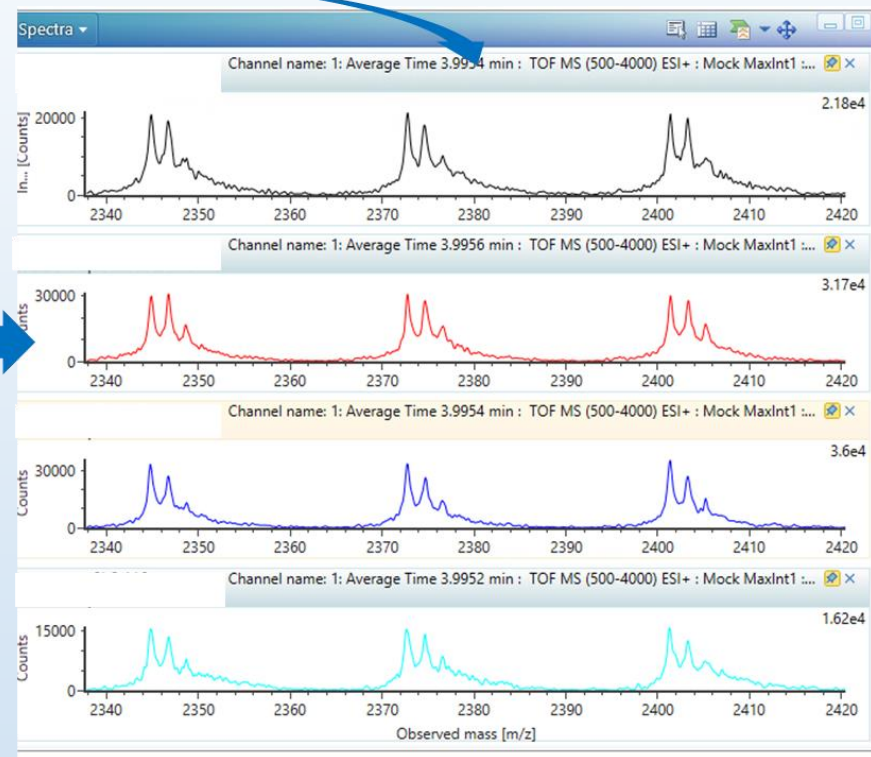 Spectra
Channel name: 1: Average Time 3.9954 min : TOF MS (500-4000) ESI+ : Mock MaxInt1 :...
2.18e4
In... [Counts]
20000
0
2340 2350 2360 2370 2380 2390 2400 2410 2420
Channel name: 1: Average Time 3.9956 min : TOF MS (500-4000) ESI+ : Mock MaxInt1 :...
3.17e4
30000
0
2340 2350 2360 2370 2380 2390 2400 2410 2420
Channel name: 1: Average Time 3.9954 min : TOF MS (500-4000) ESI+ : Mock MaxInt1 :...
3.6e4
Counts
30000
0
2340 2350 2360 2370 2380 2390 2400 2410 2420
Channel name: 1: Average Time 3.9952 min : TOF MS (500-4000) ESI+ : Mock MaxInt1 :...
1.62e4
Counts
15000
0
2340 2350 2360 2370 2380 2390 2400 2410 2420
Observed mass [m/z]